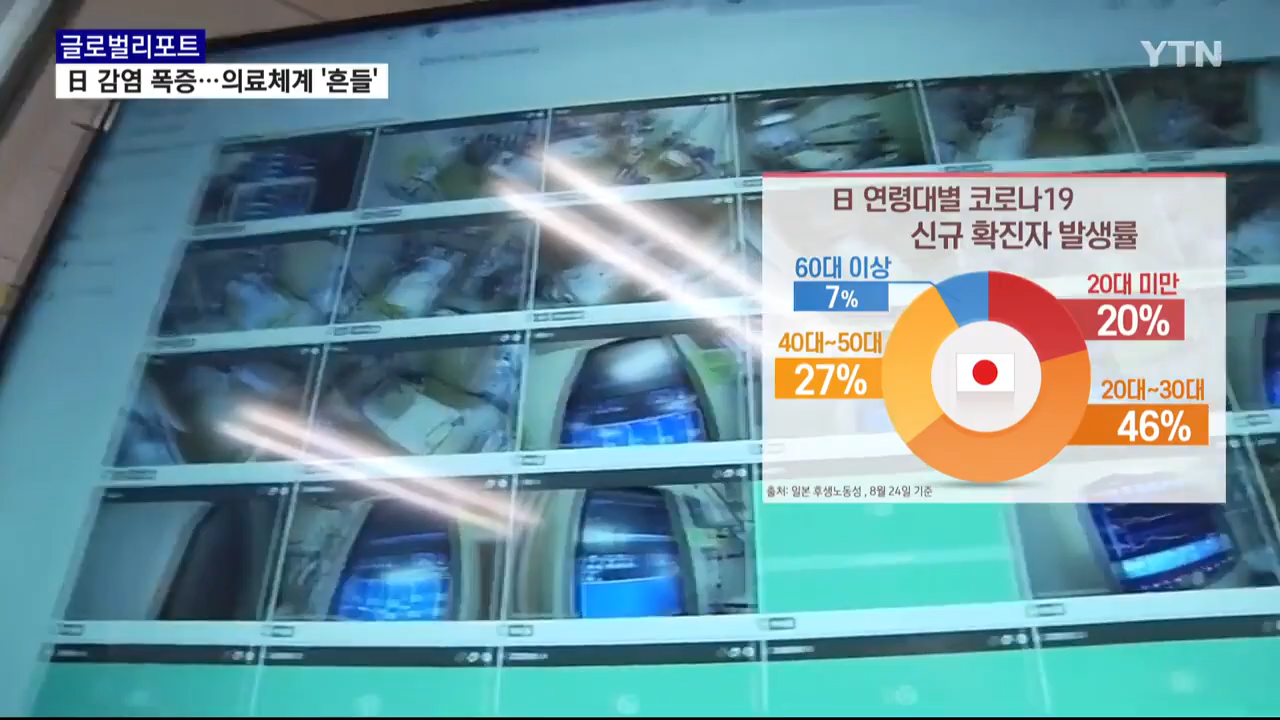 글로벌리포트
日 감염 폭증…의료체계 '흔들'
YTN
日 연령대별 코로나19
신규 확진자 발생률
60대 이상
7%
20대 미만
20%
40대~50대
27%
20대~30대
46%
출처: 일본 후생노동성, 8월 24일 기준